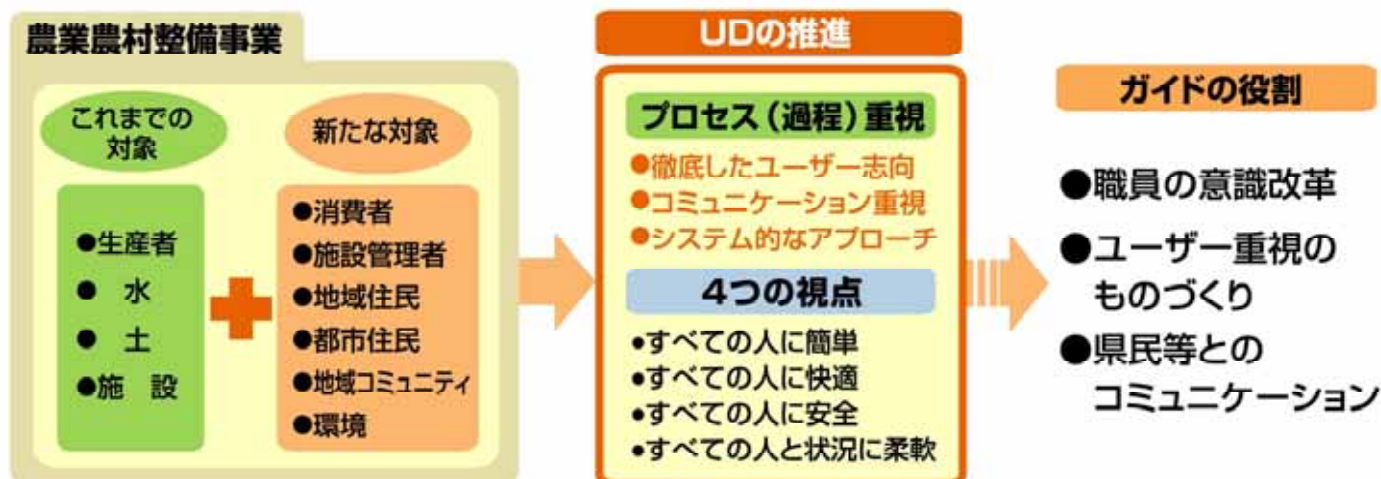 農業農村整備事業
これまでの
対象
●生産者
● 水
● 土
●施 設
新たな対象
●消費者
●施設管理者
●地域住民
●都市住民
●地域コミュニティ
●環境
UDの推進
プロセス(過程)重視
●徹底したユーザー志向
●コミュニケーション重視
●システム的なアプローチ
4つの視点
●すべての人に簡単
●すべての人に快適
●すべての人に安全
●すべての人と状況に柔軟
ガイドの役割
●職員の意識改革
●ユーザー重視の
ものづくり
●県民等との
コミュニケーション